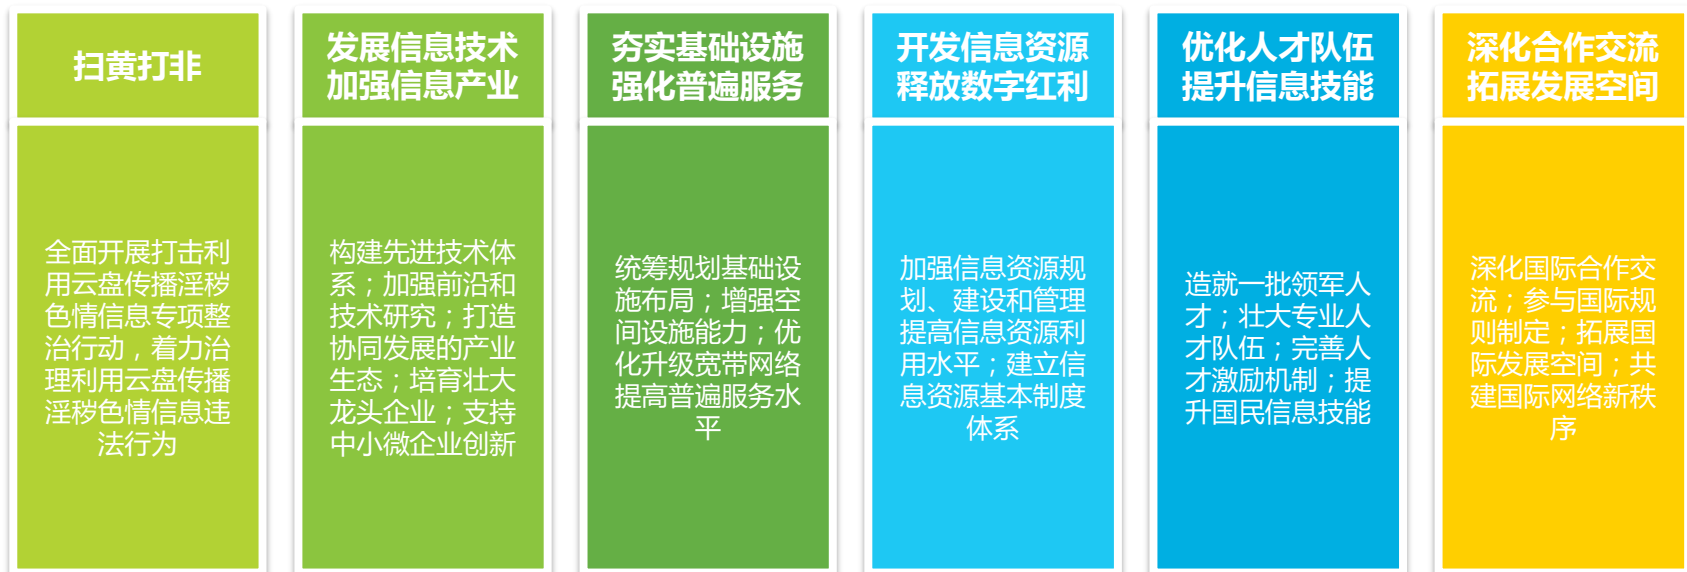 扫黄打非
全面开展打击利
用云盘传播淫秽
色情信息专项整
治行动，着力治
理利用云盘传播
淫秽色情信息违
法行为
发展信息技术
加强信息产业
构建先进技术体
系；加强前沿和
技术研究；打造
协同发展的产业
生态；培育壮大
龙头企业；支持
中小微企业创新
夯实基础设施
强化普遍服务
统筹规划基础设
施布局；增强空
间设施能力；优
化升级宽带网络
提高普遍服务水
平
开发信息资源
释放数字红利
加强信息资源规
划、建设和管理
提高信息资源利
用水平；建立信
息资源基本制度
体系
优化人才队伍
提升信息技能
造就一批领军人
才；壮大专业人
才队伍；完善人
才激励机制；提
升国民信息技能
深化合作交流
拓展发展空间
深化国际合作交
流；参与国际规
则制定；拓展国
际发展空间；共
建国际网络新秩
序